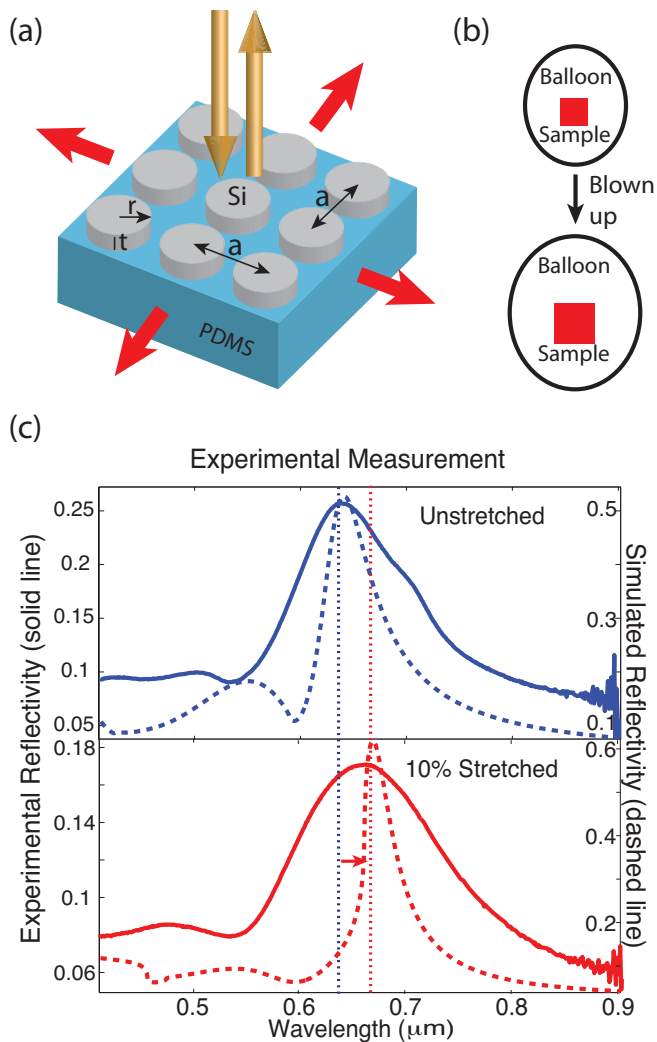 (a)
Si
r
t
a
a
PDMS
(b)
Balloon
Sample
Blown
up
Balloon
Sample
(c)
Experimental Measurement
Experimental Reflectivity (solid line)
Simulated Reflectivity (dashed line)
Unstretched
0.25
0.2
0.15
0.1
0.05
0.5
0.3
0.1
10% Stretched
0.18
0.14
0.1
0.06
0.6
0.4
0.2
0.5
0.6
0.7
0.8
0.9
Wavelength (μm)